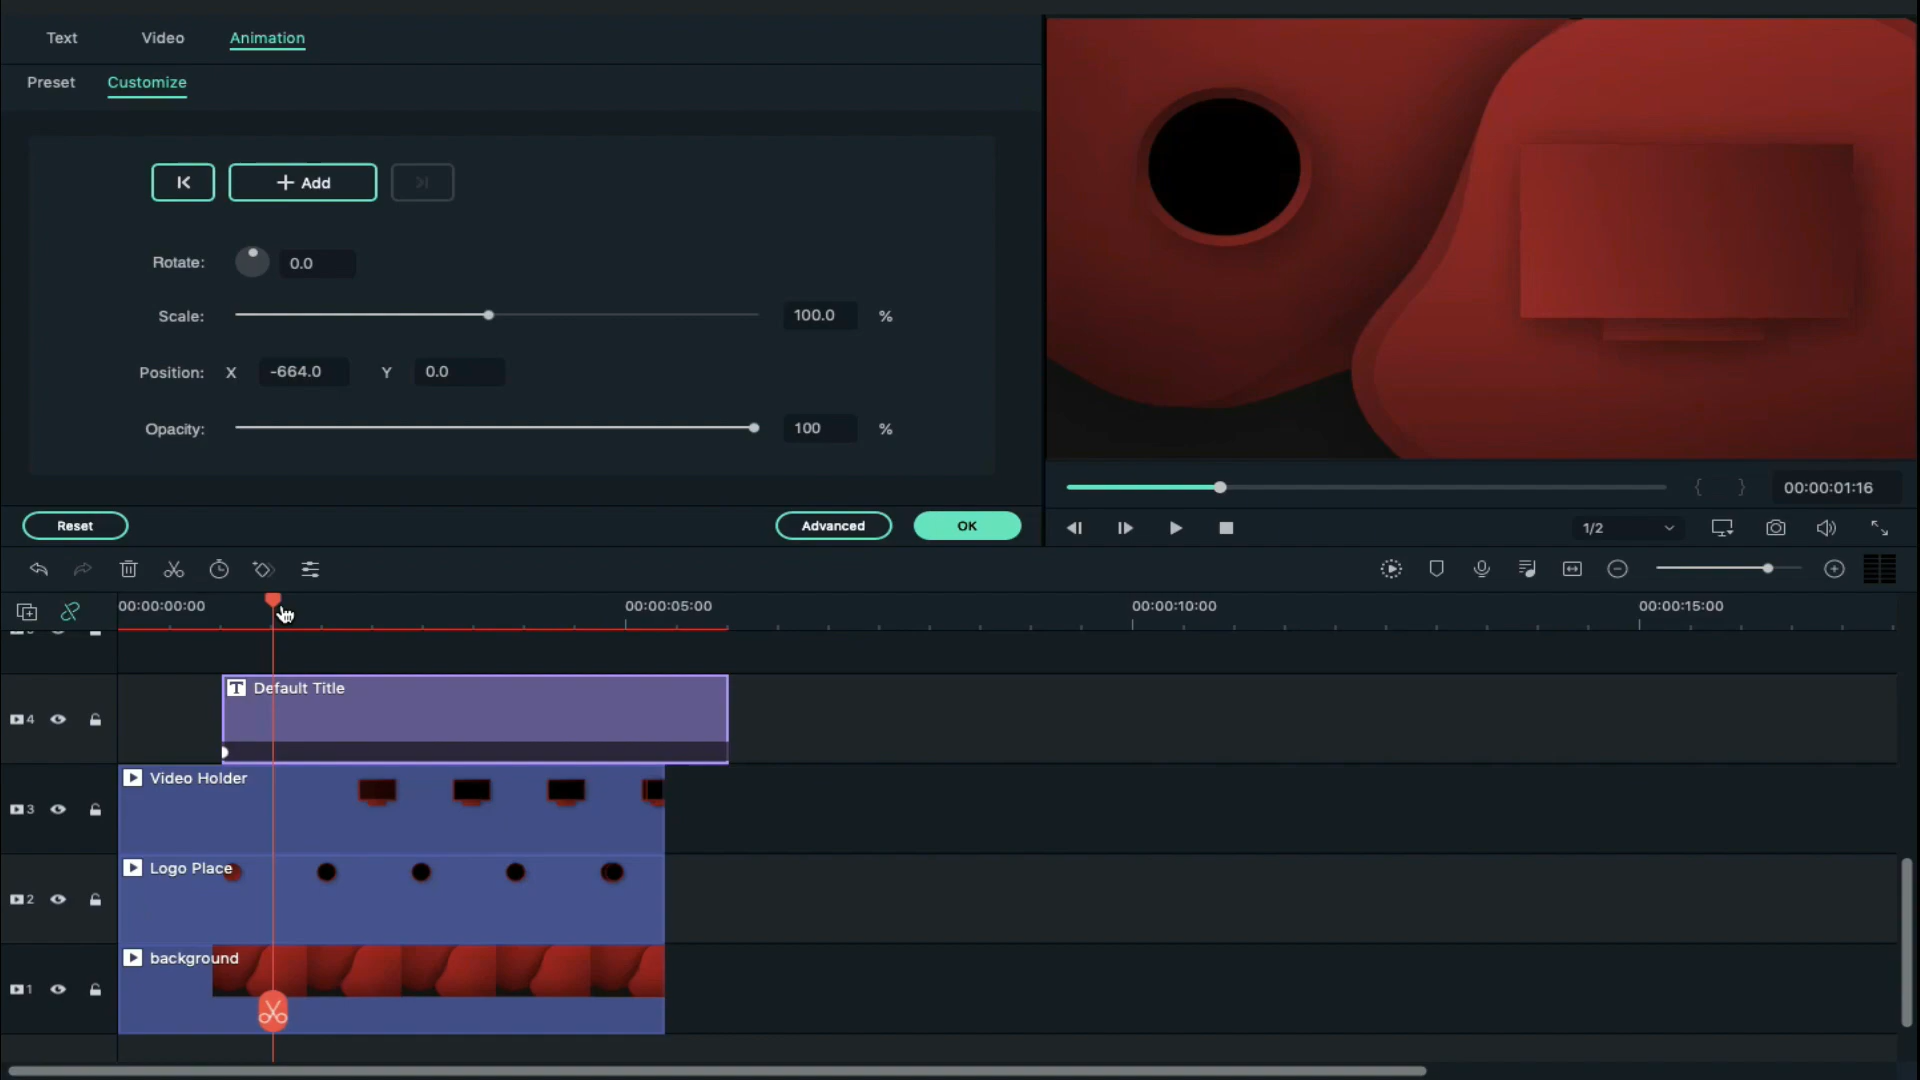 Text Video Animation
Preset Customize
Add
Rotate: 0.0
Scale: 100.0 %
Position: X -664.0 Y 0.0
Opacity: 100 %
Reset Advanced OK
{ } 00:00:01:16
1/2
00:00:00:00 00:00:05:00 00:00:10:00 00:00:15:00
T Default Title
4
Video Holder
3
Logo Place
2
background
1